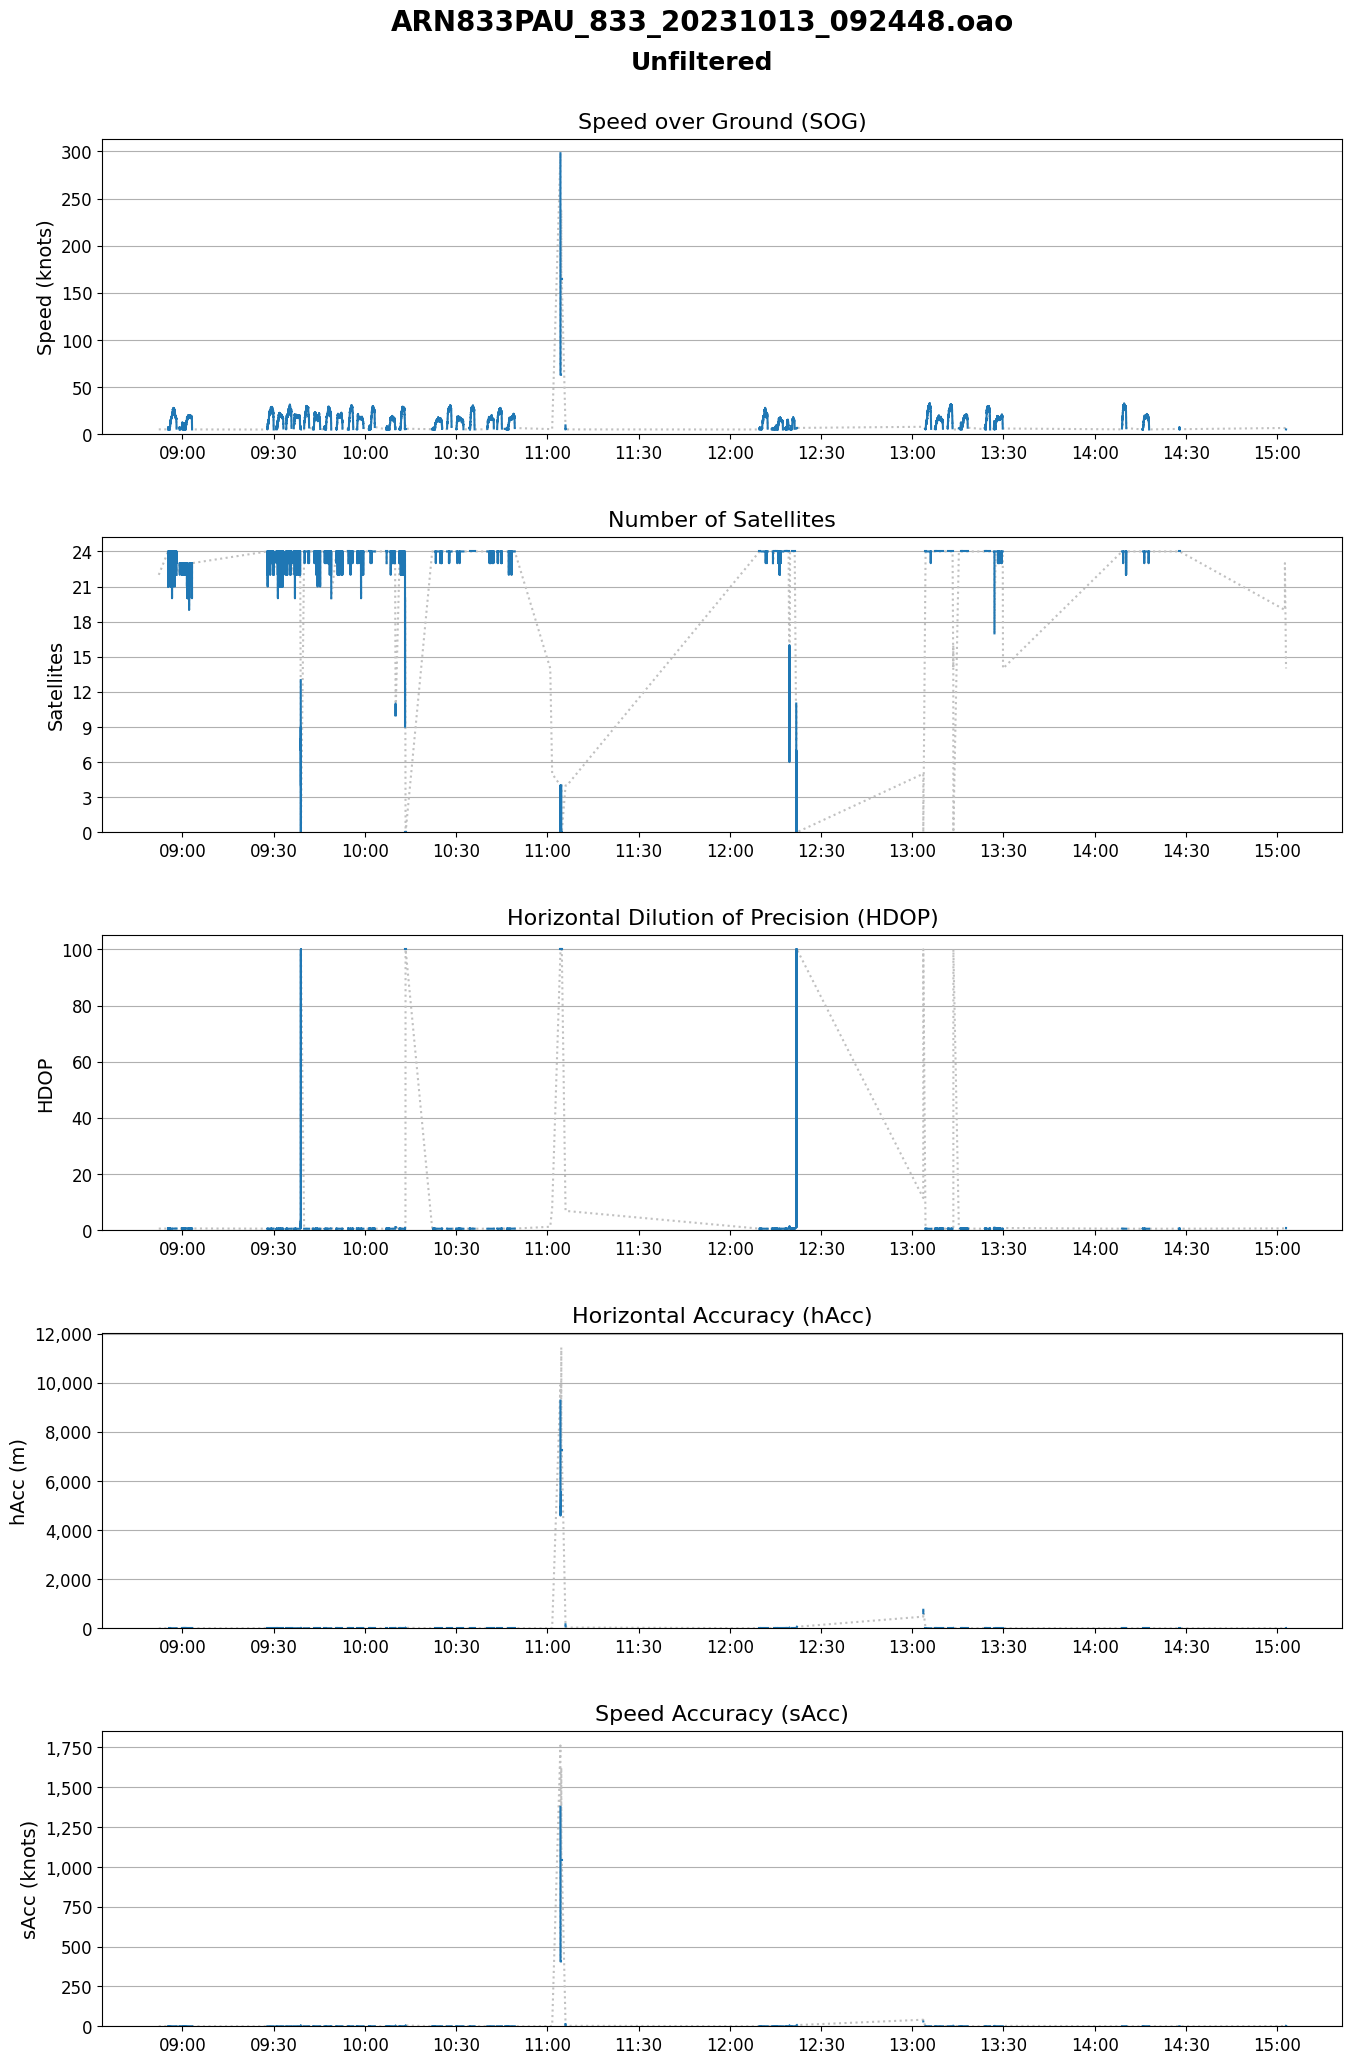 ARN833PAU_833_20231013_092448.oao
Unfiltered
Speed over Ground (SOG)
300
250
200
150
100
50
0
Speed (knots)
09:00 09:30 10:00 10:30 11:00 11:30 12:00 12:30 13:00 13:30 14:00 14:30 15:00
Number of Satellites
24
21
18
15
12
9
6
3
0
Satellites
09:00 09:30 10:00 10:30 11:00 11:30 12:00 12:30 13:00 13:30 14:00 14:30 15:00
Horizontal Dilution of Precision (HDOP)
100
80
60
40
20
0
HDOP
09:00 09:30 10:00 10:30 11:00 11:30 12:00 12:30 13:00 13:30 14:00 14:30 15:00
Horizontal Accuracy (hAcc)
12,000
10,000
8,000
6,000
4,000
2,000
0
hAcc (m)
09:00 09:30 10:00 10:30 11:00 11:30 12:00 12:30 13:00 13:30 14:00 14:30 15:00
Speed Accuracy (sAcc)
1,750
1,500
1,250
1,000
750
500
250
0
sAcc (knots)
09:00 09:30 10:00 10:30 11:00 11:30 12:00 12:30 13:00 13:30 14:00 14:30 15:00